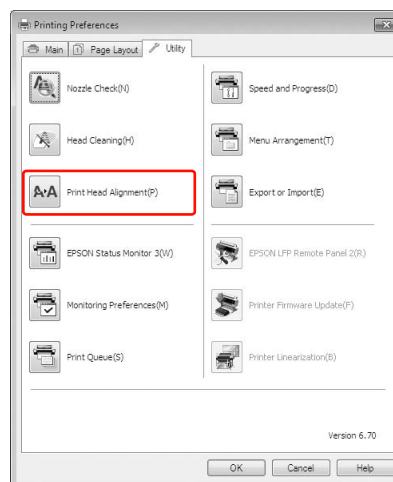 Printing Preferences
Main Page Layout Utility
Nozzle Check(N)
Speed and Progress(D)
Head Cleaning(H)
Menu Arrangement(T)
Print Head Alignment(P)
Export or Import(E)
EPSON Status Monitor 3(W)
EPSON LFP Remote Panel 2(R)
Monitoring Preferences(M)
Printer Firmware Update(F)
Print Queue(S)
Printer Linearization(B)
Version 6.70
OK Cancel Help